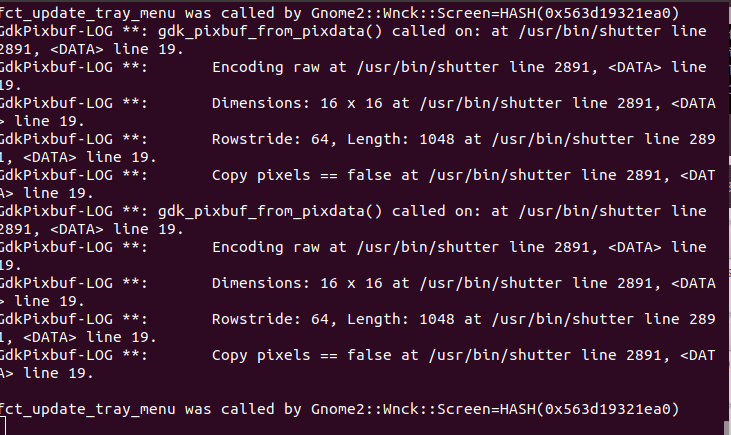 fct_update_tray_menu was called by Gnome2::Wnck::Screen=HASH(0x563d19321ea0)
GdkPixbuf-LOG **: gdk_pixbuf_from_pixdata() called on: at /usr/bin/shutter line
2891, <DATA> line 19.
GdkPixbuf-LOG **:        Encoding raw at /usr/bin/shutter line 2891, <DATA> line
19.
GdkPixbuf-LOG **:        Dimensions: 16 x 16 at /usr/bin/shutter line 2891, <DATA
> line 19.
GdkPixbuf-LOG **:        Rowstride: 64, Length: 1048 at /usr/bin/shutter line 289
1, <DATA> line 19.
GdkPixbuf-LOG **:        Copy pixels == false at /usr/bin/shutter line 2891, <DAT
A> line 19.
GdkPixbuf-LOG **: gdk_pixbuf_from_pixdata() called on: at /usr/bin/shutter line
2891, <DATA> line 19.
GdkPixbuf-LOG **:        Encoding raw at /usr/bin/shutter line 2891, <DATA> line
19.
GdkPixbuf-LOG **:        Dimensions: 16 x 16 at /usr/bin/shutter line 2891, <DATA
> line 19.
GdkPixbuf-LOG **:        Rowstride: 64, Length: 1048 at /usr/bin/shutter line 289
1, <DATA> line 19.
GdkPixbuf-LOG **:        Copy pixels == false at /usr/bin/shutter line 2891, <DAT
A> line 19.
fct_update_tray_menu was called by Gnome2::Wnck::Screen=HASH(0x563d19321ea0)